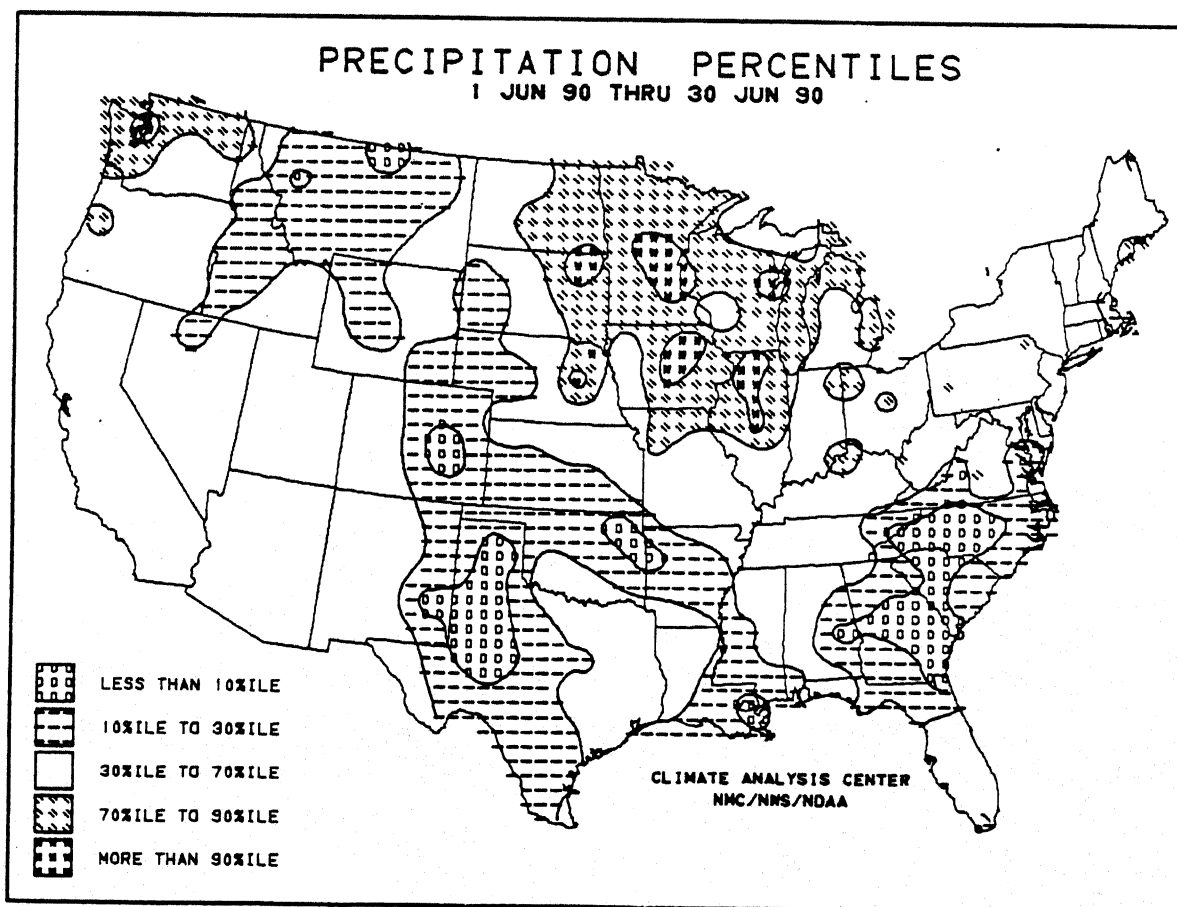 PRECIPITATION PERCENTILES
1 JUN 90 THRU 30 JUN 90
LESS THAN 10%ILE
10%ILE TO 30%ILE
30%ILE TO 70%ILE
70%ILE TO 90%ILE
MORE THAN 90%ILE
CLIMATE ANALYSIS CENTER
NMC/NWS/NOAA